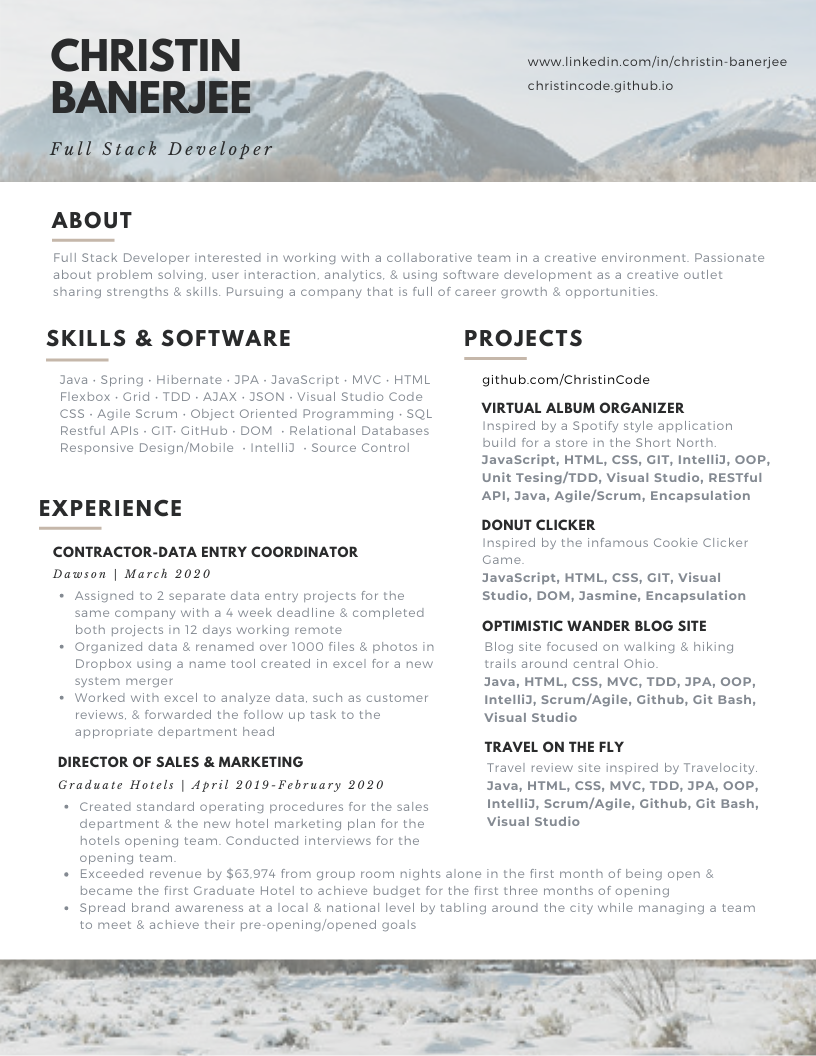 CHRISTIN
BANERJEE
Full Stack Developer
www.linkedin.com/in/christin-banerjee
christincode.github.io
ABOUT
Full Stack Developer interested in working with a collaborative team in a creative environment. Passionate
about problem solving, user interaction, analytics, & using software development as a creative outlet
sharing strengths & skills. Pursuing a company that is full of career growth & opportunities.
SKILLS & SOFTWARE
Java • Spring • Hibernate • JPA • JavaScript • MVC • HTML
Flexbox • Grid • TDD • AJAX • JSON • Visual Studio Code
CSS • Agile Scrum • Object Oriented Programming • SQL
Restful APIs • GIT• GitHub • DOM • Relational Databases
Responsive Design/Mobile • IntelliJ • Source Control
EXPERIENCE
CONTRACTOR-DATA ENTRY COORDINATOR
Dawson | March 2020
• Assigned to 2 separate data entry projects for the
same company with a 4 week deadline & completed
both projects in 12 days working remote
• Organized data & renamed over 1000 files & photos in
Dropbox using a name tool created in excel for a new
system merger
• Worked with excel to analyze data, such as customer
reviews, & forwarded the follow up task to the
appropriate department head
DIRECTOR OF SALES & MARKETING
Graduate Hotels | April 2019-February 2020
• Created standard operating procedures for the sales
department & the new hotel marketing plan for the
hotels opening team. Conducted interviews for the
opening team.
• Exceeded revenue by $63,974 from group room nights alone in the first month of being open &
became the first Graduate Hotel to achieve budget for the first three months of opening
• Spread brand awareness at a local & national level by tabling around the city while managing a team
to meet & achieve their pre-opening/opened goals
PROJECTS
github.com/ChristinCode
VIRTUAL ALBUM ORGANIZER
Inspired by a Spotify style application
build for a store in the Short North.
JavaScript, HTML, CSS, GIT, IntelliJ, OOP,
Unit Tesing/TDD, Visual Studio, RESTful
API, Java, Agile/Scrum, Encapsulation
DONUT CLICKER
Inspired by the infamous Cookie Clicker
Game.
JavaScript, HTML, CSS, GIT, Visual
Studio, DOM, Jasmine, Encapsulation
OPTIMISTIC WANDER BLOG SITE
Blog site focused on walking & hiking
trails around central Ohio.
Java, HTML, CSS, MVC, TDD, JPA, OOP,
IntelliJ, Scrum/Agile, Github, Git Bash,
Visual Studio
TRAVEL ON THE FLY
Travel review site inspired by Travelocity.
Java, HTML, CSS, MVC, TDD, JPA, OOP,
IntelliJ, Scrum/Agile, Github, Git Bash,
Visual Studio